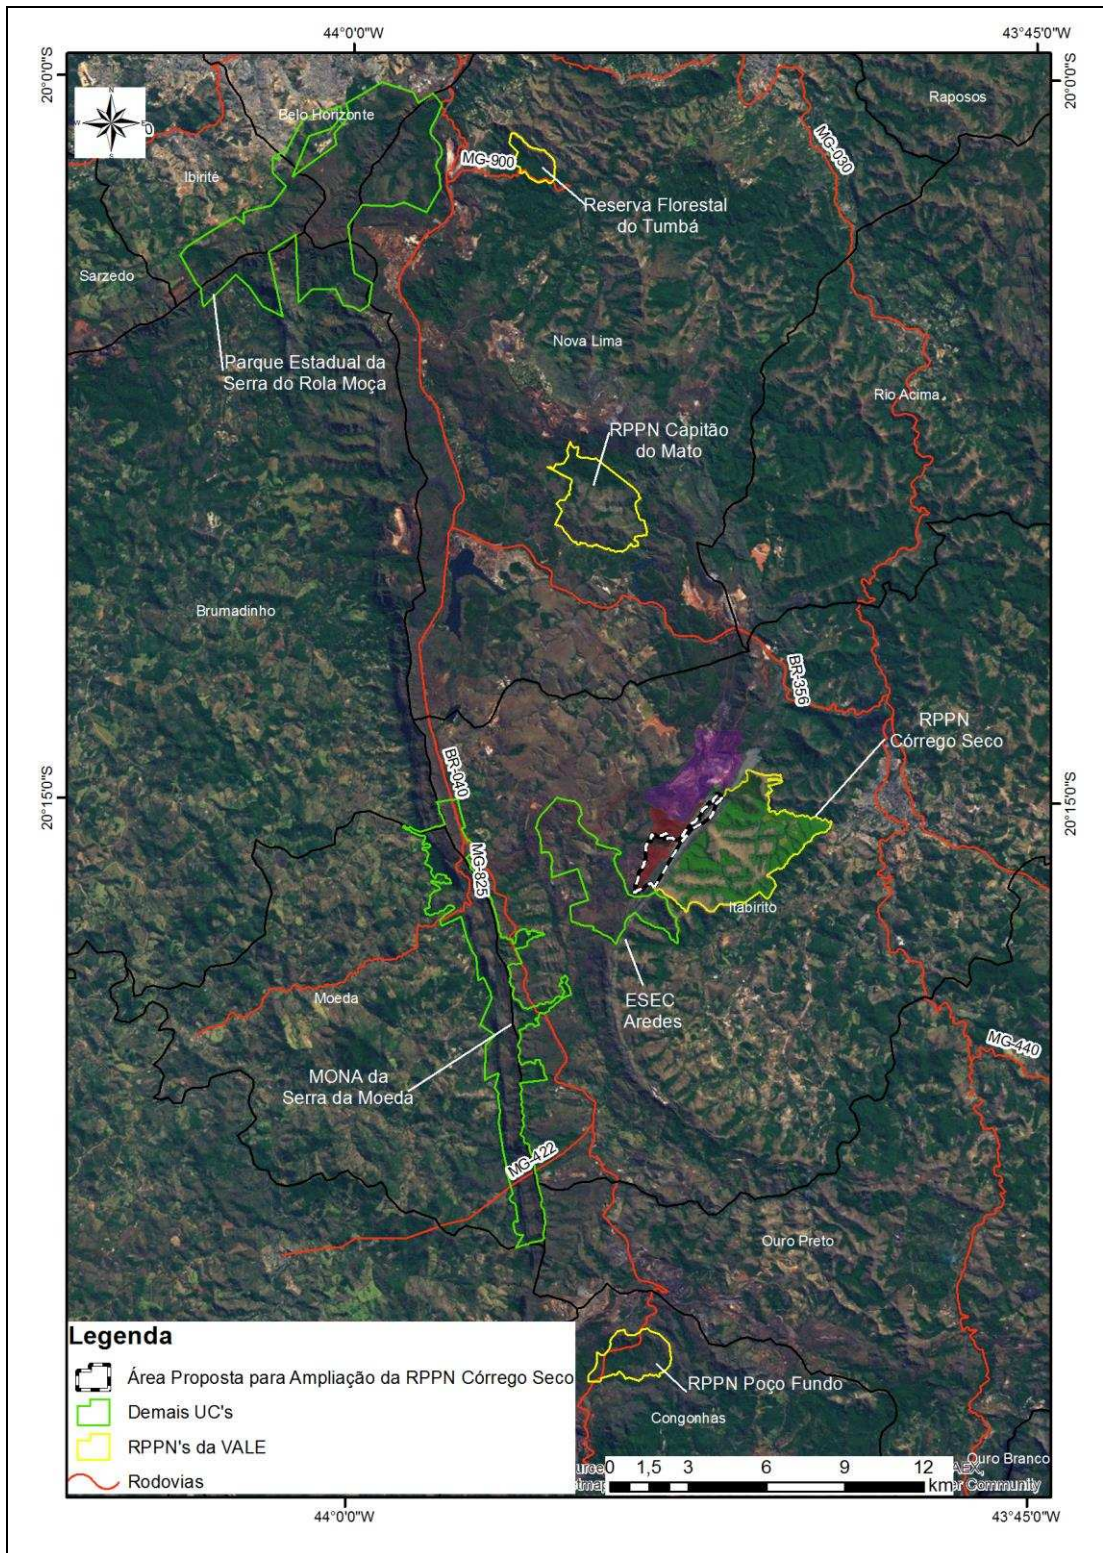 44°0'0"W
43°45'0"W
20°0'0"S
20°0'0"S
N
W
E
S
0
Belo Horizonte
Raposos
MG-030
MG-900
Ibirité
Reserva Florestal
do Tumbá
Sarzedo
Nova Lima
Parque Estadual da
Serra do Rola Moça
Rio Acima
RPPN Capitão
do Mato
Brumadinho
BR-356
RPPN
Córrego Seco
BR-040
20°15'0"S
20°15'0"S
MG-825
Itabirito
ESEC
Aredes
Moeda
MG-440
MONA da
Serra da Moeda
MG-422
Ouro Preto
Legenda
Área Proposta para Ampliação da RPPN Córrego Seco
Demais UC's
RPPN's da VALE
Rodovias
RPPN Poço Fundo
Congonhas
Ouro Branco
0 1,5 3 6 9 12
km
Community
44°0'0"W
43°45'0"W